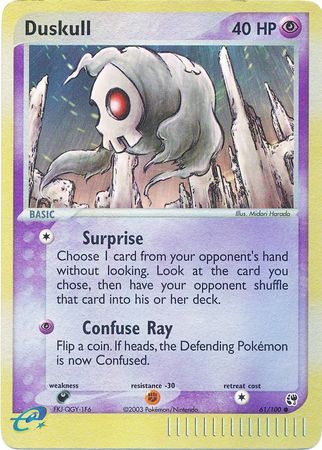 Duskull
40 HP
BASIC
Illus. Midori Harada
Surprise
Choose 1 card from your opponent's hand
without looking. Look at the card you
chose, then have your opponent shuffle
that card into his or her deck.
Confuse Ray
Flip a coin. If heads, the Defending Pokémon
is now Confused.
weakness
resistance -30
retreat cost
FKJ-QGY-1F6
©2003 Pokémon/Nintendo.
61/100
e